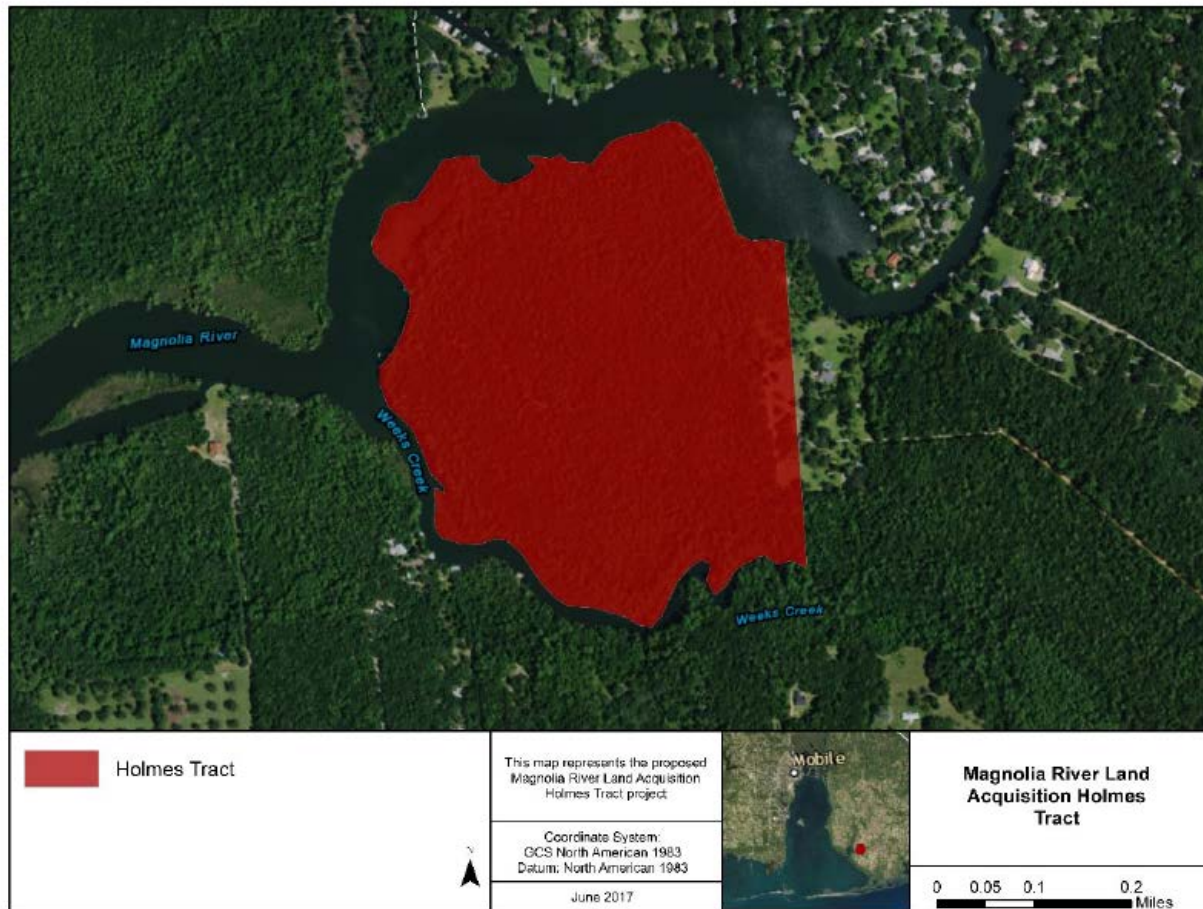 Magnolia River
Weeks Creek
Weeks Creek
Holmes Tract
N
This map represents the proposed
Magnolia River Land Acquisition
Holmes Tract project
Coordinate System:
GCS North American 1983
Datum: North American 1983
June 2017
Mobile
Magnolia River Land
Acquisition Holmes
Tract
0 0.05 0.1 0.2
Miles